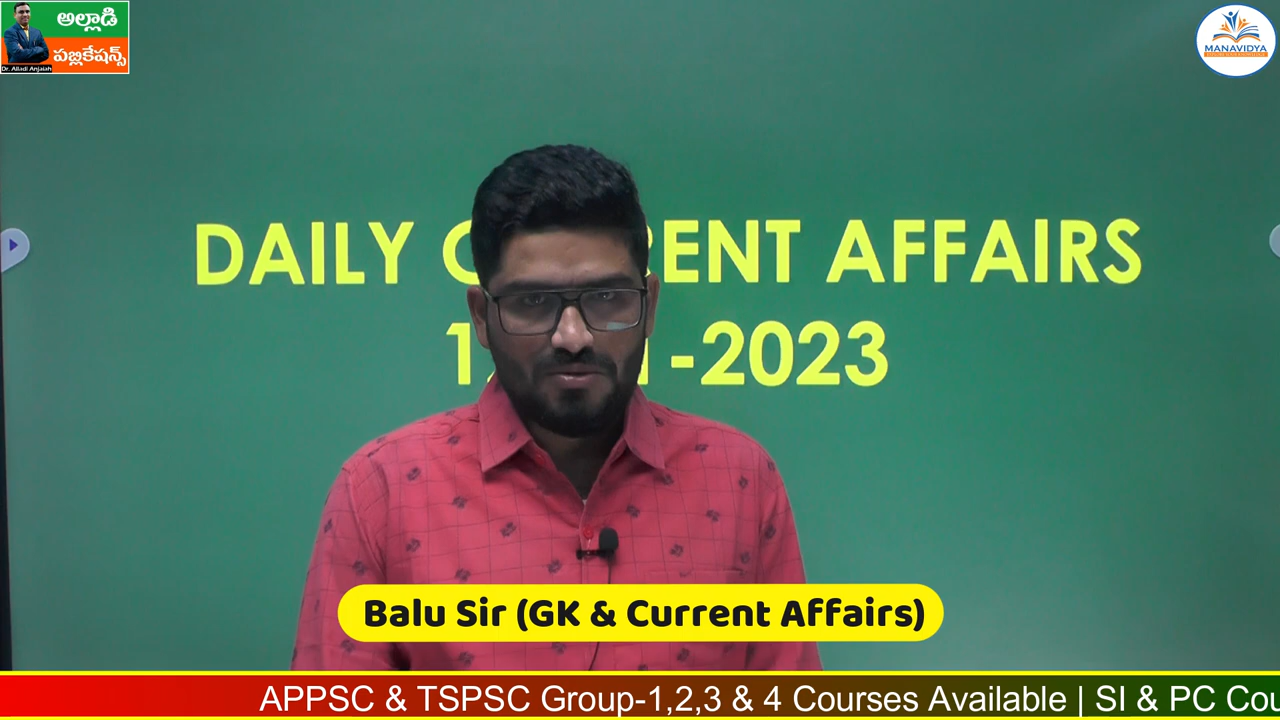 అల్లాడి
పబ్లికేషన్స్
Dr. Alladi Anjaiah
MANAVIDYA
DAILY ENT AFFAIRS
-2023
Balu Sir (GK & Current Affairs)
APPSC & TSPSC Group-1,2,3 & 4 Courses Available | SI & PC Cou